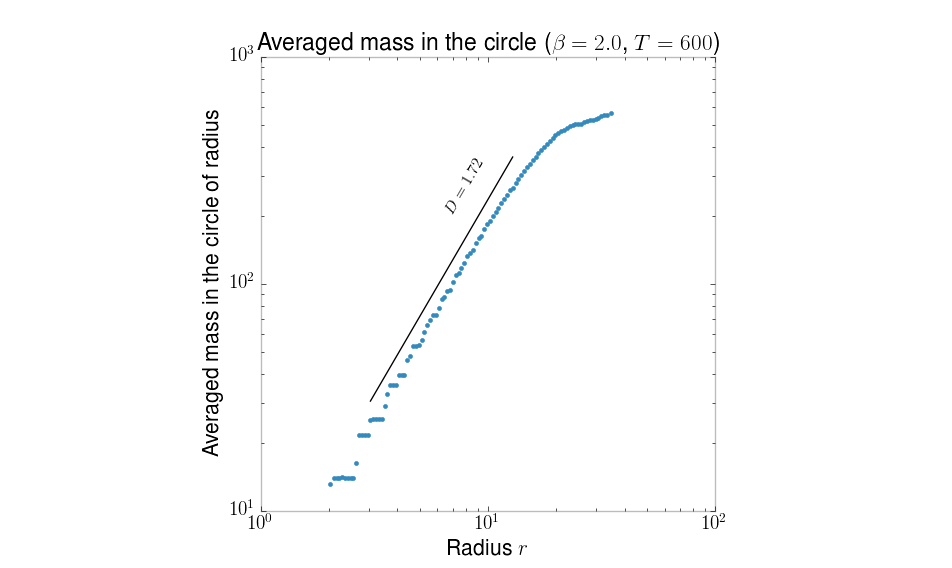 Averaged mass in the circle (β = 2.0, T = 600)
10³
Averaged mass in the circle of radius
D = 1.72
10²
10¹
10⁰
10¹
10²
Radius r